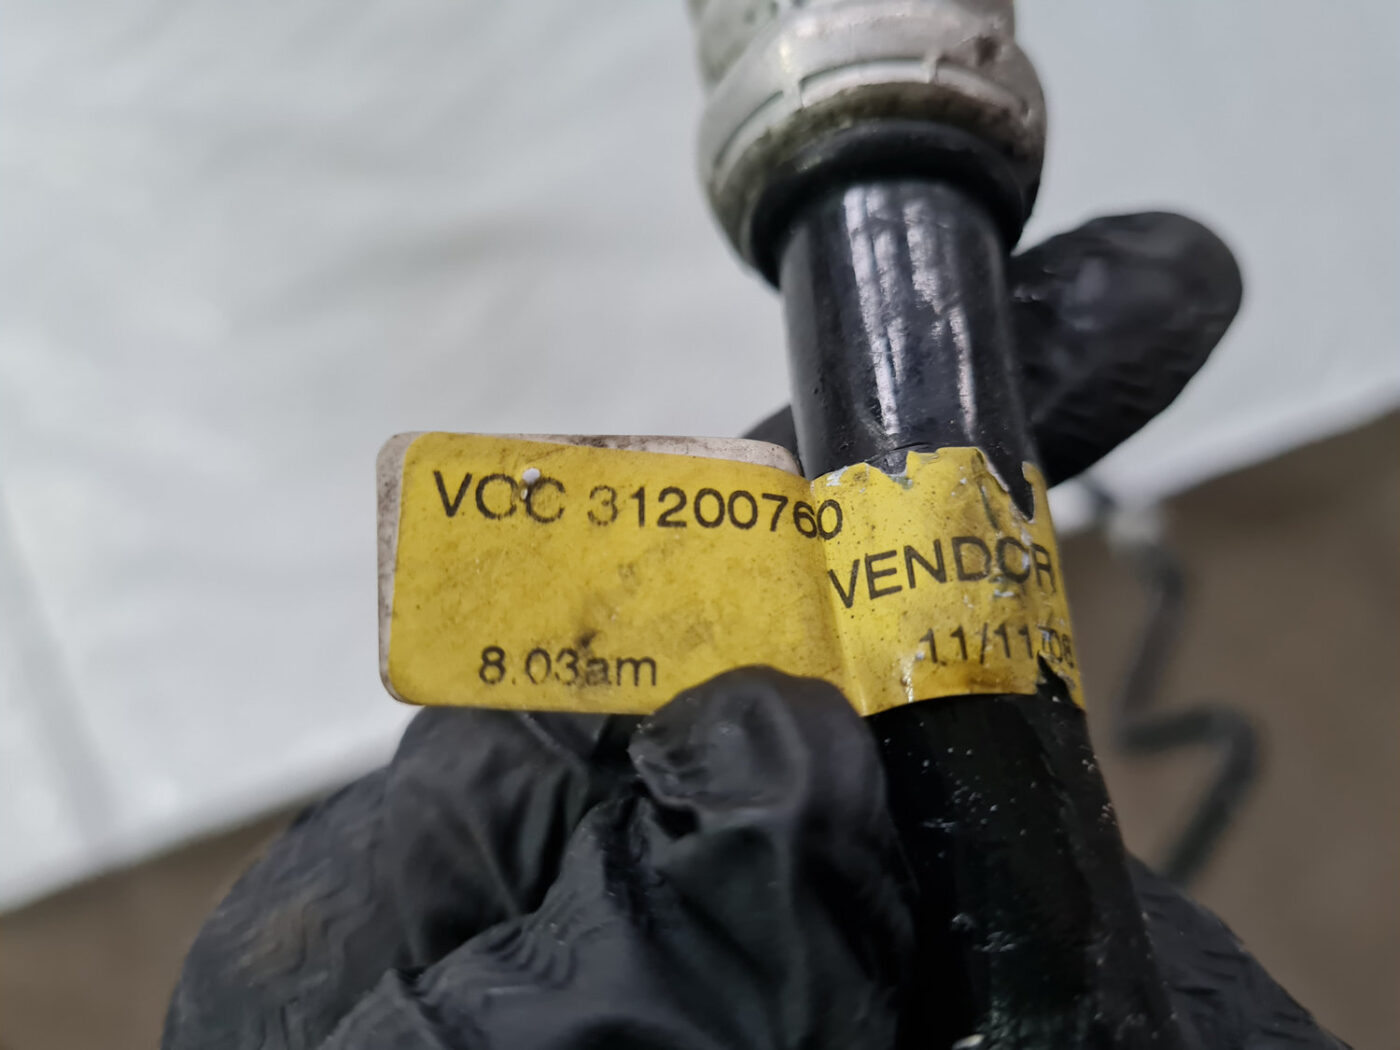 VOC 31200760
VENDOR
8.03am
11/11/08